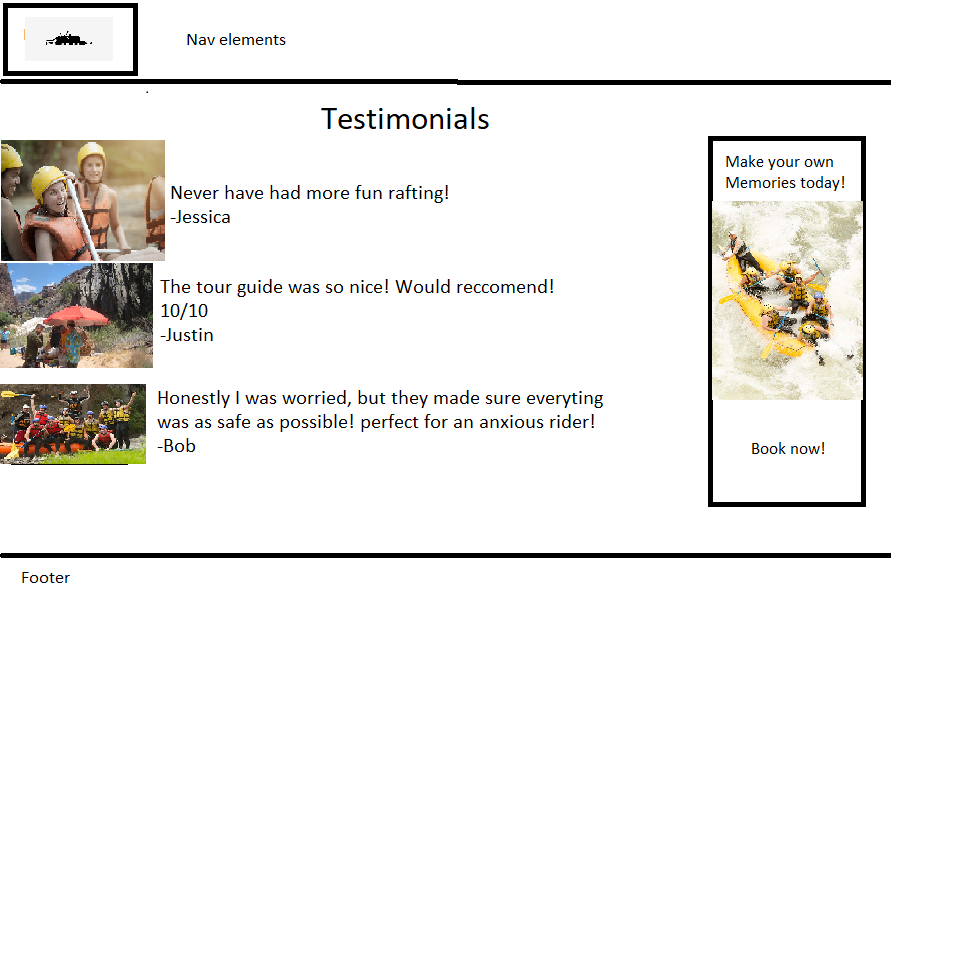 Nav elements
Testimonials
Never have had more fun rafting!
-Jessica
The tour guide was so nice! Would reccomend!
10/10
-Justin
Honestly I was worried, but they made sure everyting
was as safe as possible! perfect for an anxious rider!
-Bob
Make your own
Memories today!
Book now!
Footer